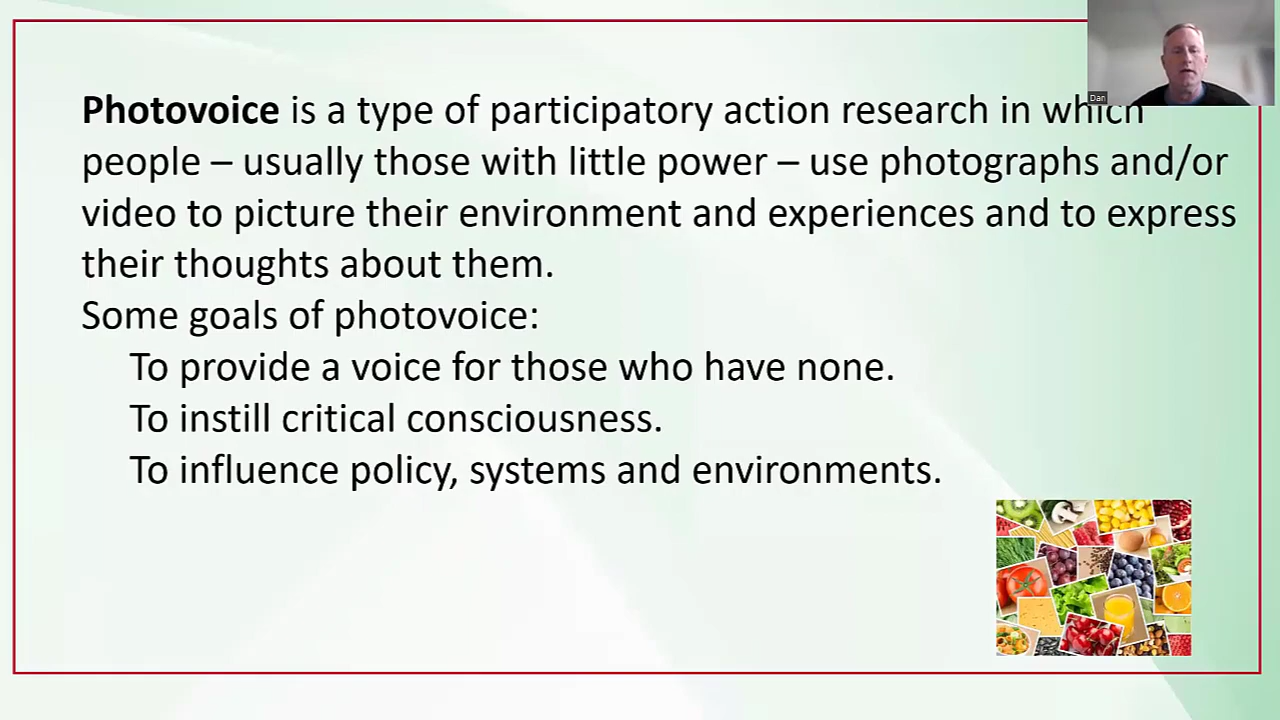 Dan
Photovoice is a type of participatory action research in which
people – usually those with little power – use photographs and/or
video to picture their environment and experiences and to express
their thoughts about them.
Some goals of photovoice:
To provide a voice for those who have none.
To instill critical consciousness.
To influence policy, systems and environments.